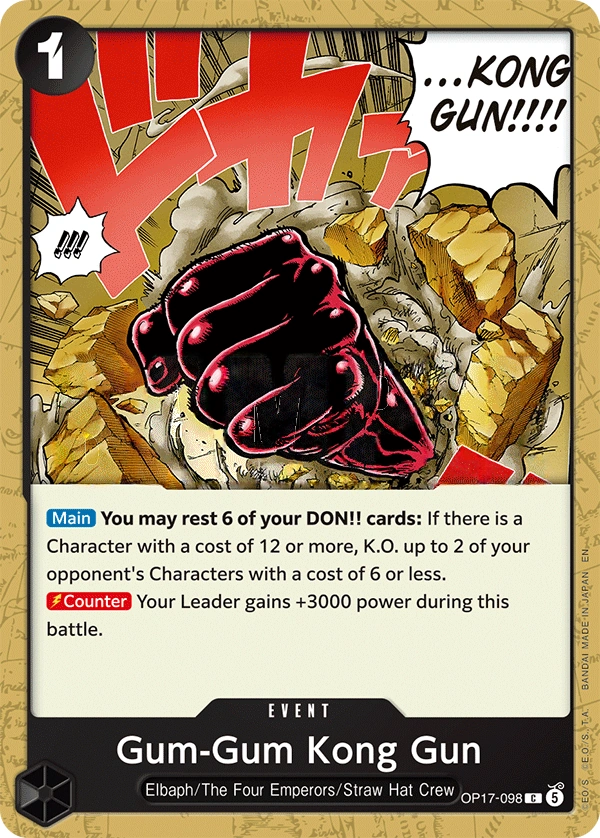 1
...KONG
GUN!!!!
!!!
ドカッ
Main You may rest 6 of your DON!! cards: If there is a
Character with a cost of 12 or more, K.O. up to 2 of your
opponent's Characters with a cost of 6 or less.
Counter Your Leader gains +3000 power during this
battle.
EVENT
Gum-Gum Kong Gun
Elbaph/The Four Emperors/Straw Hat Crew
OP17-098 C 5
©E.O./S. ©E.O./S.,T.A. BANDAI MADE IN JAPAN EN